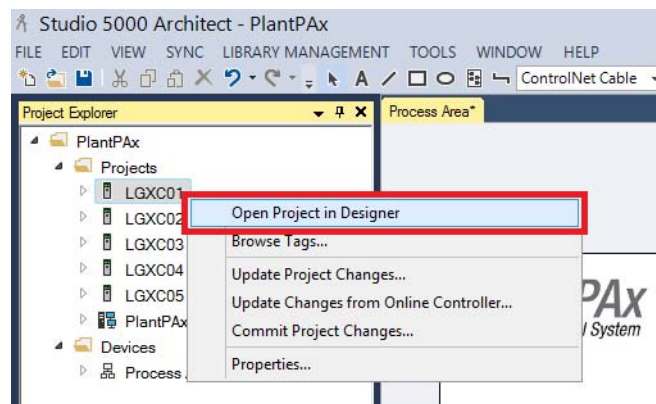 Studio 5000 Architect - PlantPAx
FILE EDIT VIEW SYNC LIBRARY MANAGEMENT TOOLS WINDOW HELP
ControlNet Cable
Project Explorer
Process Area*
PlantPAx
Projects
LGXC01
Open Project in Designer
LGXC02
Browse Tags...
LGXC03
Update Project Changes...
LGXC04
Update Changes from Online Controller...
LGXC05
PAx
PlantPAx
Commit Project Changes...
System
Devices
Process
Properties...